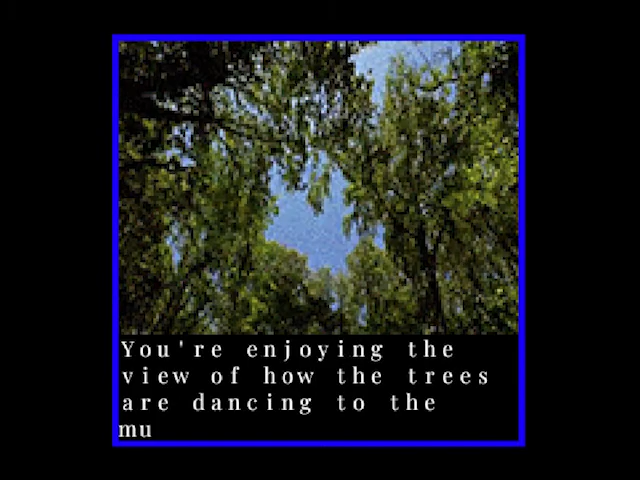 You're enjoying the
view of how the trees
are dancing to the
mu